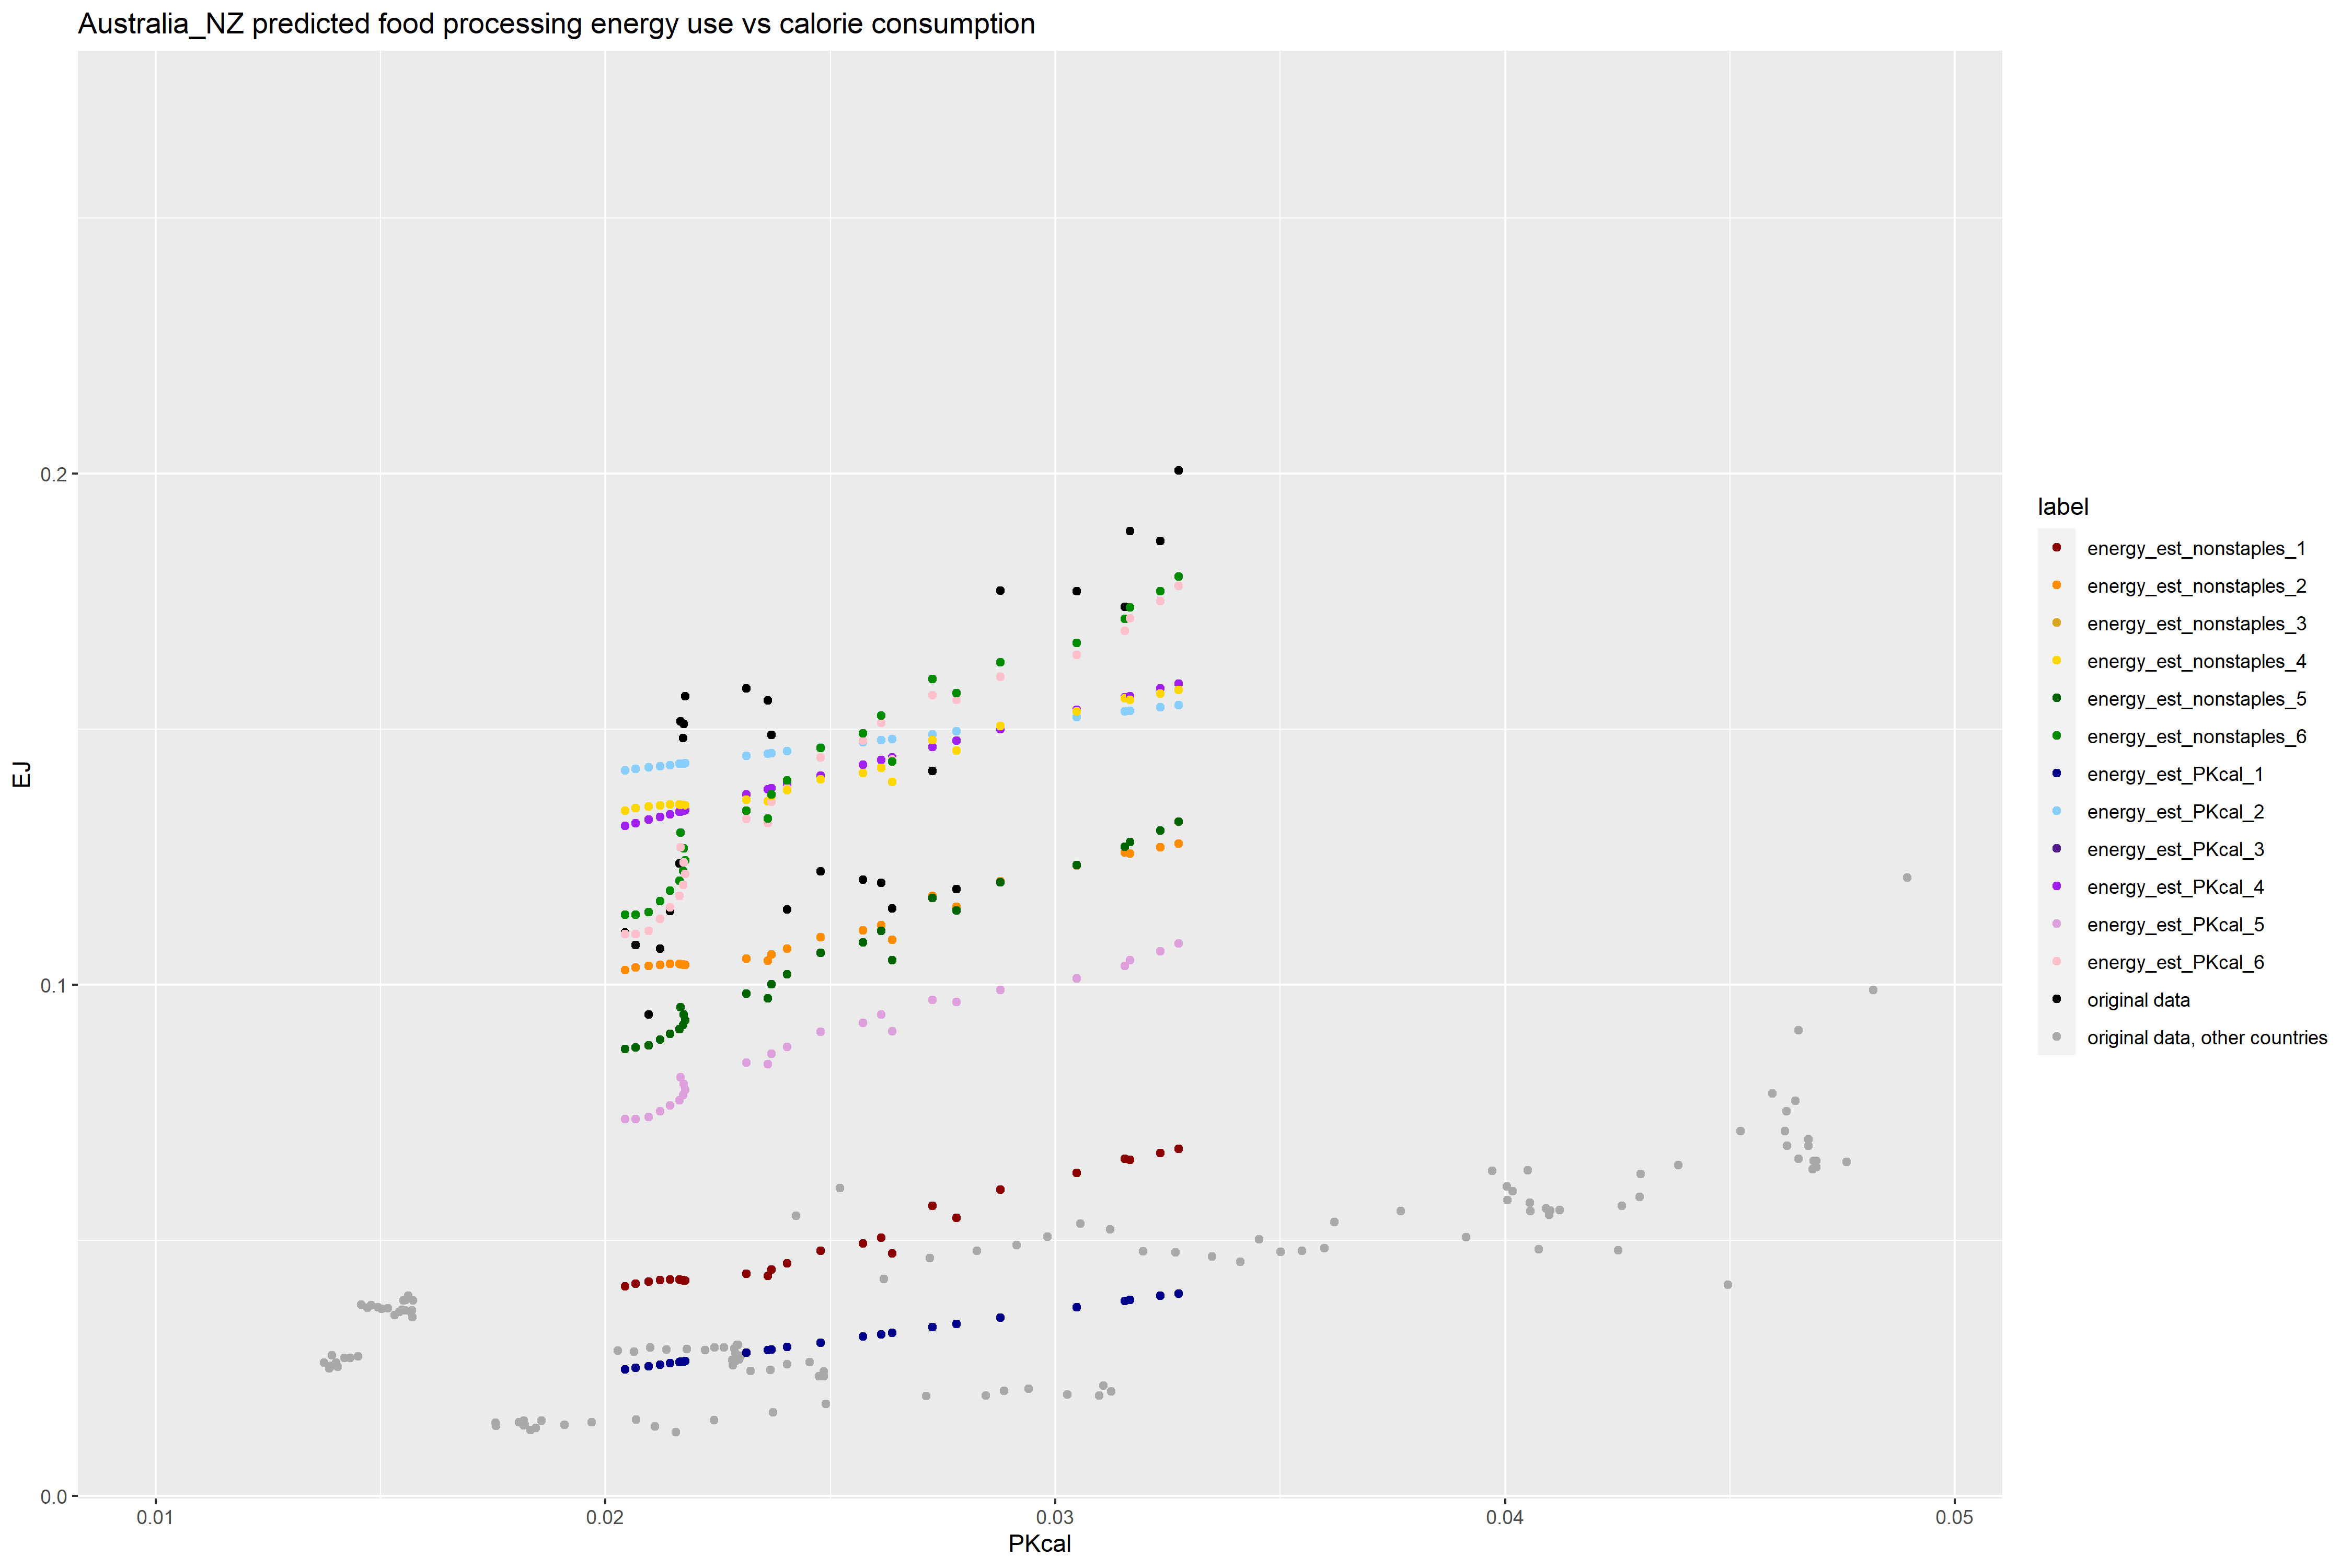 Australia_NZ predicted food processing energy use vs calorie consumption
EJ
0.2
0.1
0.0
0.01
0.02
0.03
0.04
0.05
PKcal
label
energy_est_nonstaples_1
energy_est_nonstaples_2
energy_est_nonstaples_3
energy_est_nonstaples_4
energy_est_nonstaples_5
energy_est_nonstaples_6
energy_est_PKcal_1
energy_est_PKcal_2
energy_est_PKcal_3
energy_est_PKcal_4
energy_est_PKcal_5
energy_est_PKcal_6
original data
original data, other countries